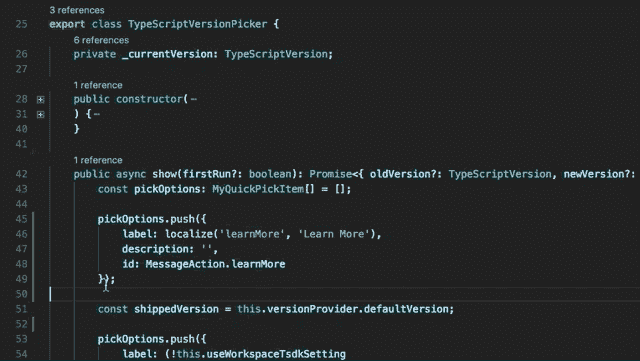 3 references
25 export class TypeScriptVersionPicker {
6 references
26 private _currentVersion: TypeScriptVersion;
27
1 reference
28 public constructor(⋯
31 ) {⋯
40 }
41
1 reference
42 public async show(firstRun?: boolean): Promise<{ oldVersion?: TypeScriptVersion, newVersion?:
43 const pickOptions: MyQuickPickItem[] = [];
44
45 pickOptions.push({
46 label: localize('learnMore', 'Learn More'),
47 description: '',
48 id: MessageAction.learnMore
49 });
50
51 const shippedVersion = this.versionProvider.defaultVersion;
52
53 pickOptions.push({
54 label: (!this.useWorkspaceTsdkSetting